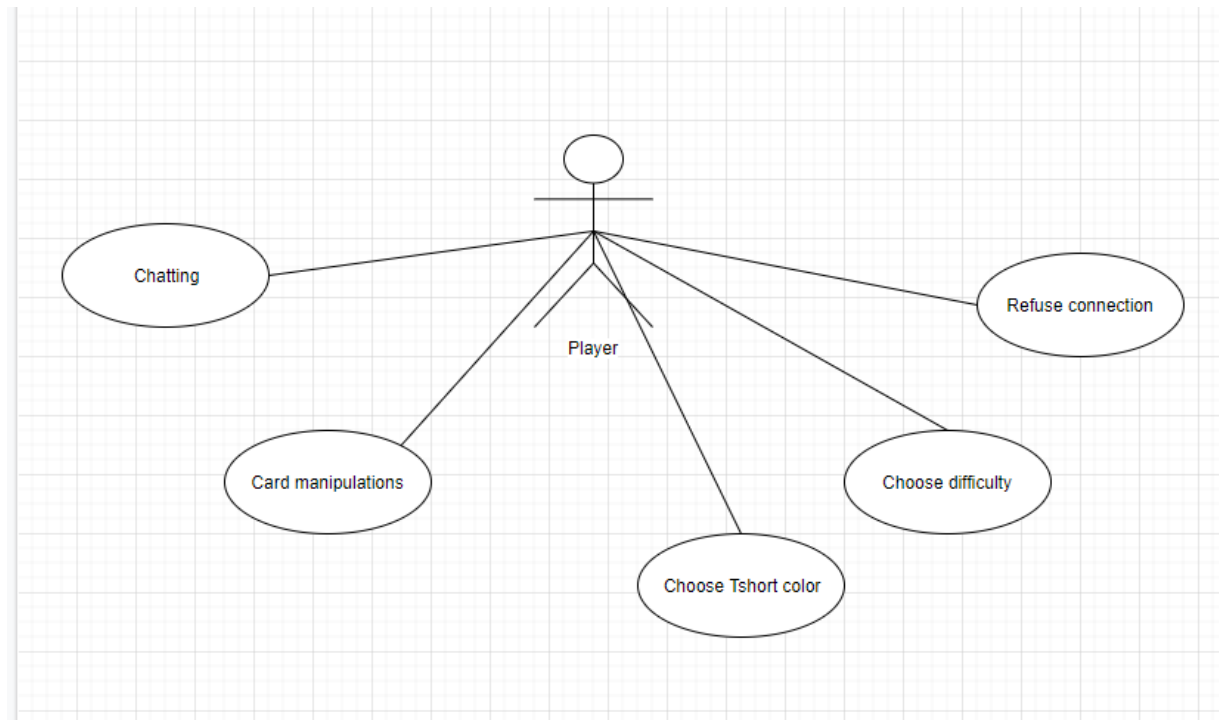 Chatting
Refuse connection
Player
Card manipulations
Choose difficulty
Choose Tshort color